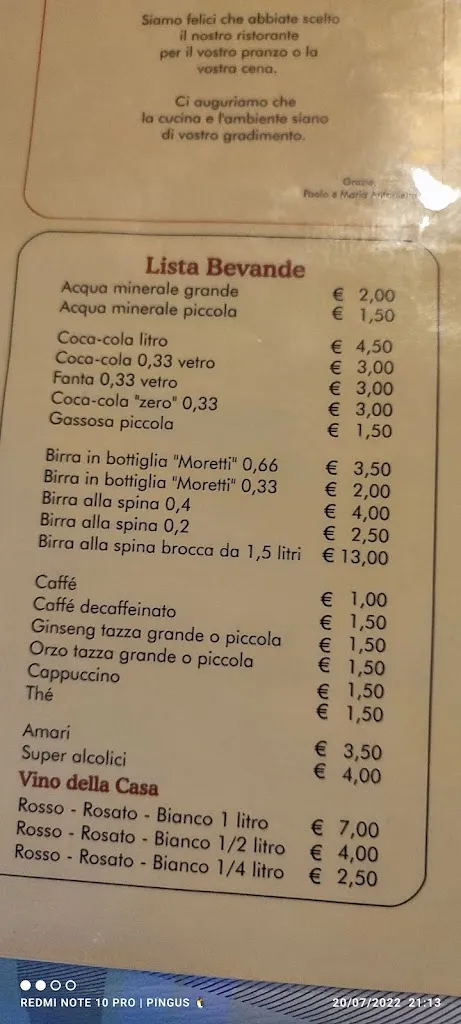 Siamo felici che abbiate scelto
il nostro ristorante
per il vostro pranzo o la
vostra cena.
Ci auguriamo che
la cucina e l'ambiente siano
di vostro gradimento.
Grazie,
Paolo e Maria Antonietta
Lista Bevande
Acqua minerale grande € 2,00
Acqua minerale piccola € 1,50
Coca-cola litro € 4,50
Coca-cola 0,33 vetro € 3,00
Fanta 0,33 vetro € 3,00
Coca-cola "zero" 0,33 € 3,00
Gassosa piccola € 1,50
Birra in bottiglia "Moretti" 0,66 € 3,50
Birra in bottiglia "Moretti" 0,33 € 2,00
Birra alla spina 0,4 € 4,00
Birra alla spina 0,2 € 2,50
Birra alla spina brocca da 1,5 litri € 13,00
Caffé € 1,00
Caffé decaffeinato € 1,50
Ginseng tazza grande o piccola € 1,50
Orzo tazza grande o piccola € 1,50
Cappuccino € 1,50
Thé € 1,50
Amari € 3,50
Super alcolici € 4,00
Vino della Casa
Rosso - Rosato - Bianco 1 litro € 7,00
Rosso - Rosato - Bianco 1/2 litro € 4,00
Rosso - Rosato - Bianco 1/4 litro € 2,50
REDMI NOTE 10 PRO | PINGUS 🐧
20/07/2022 21:13